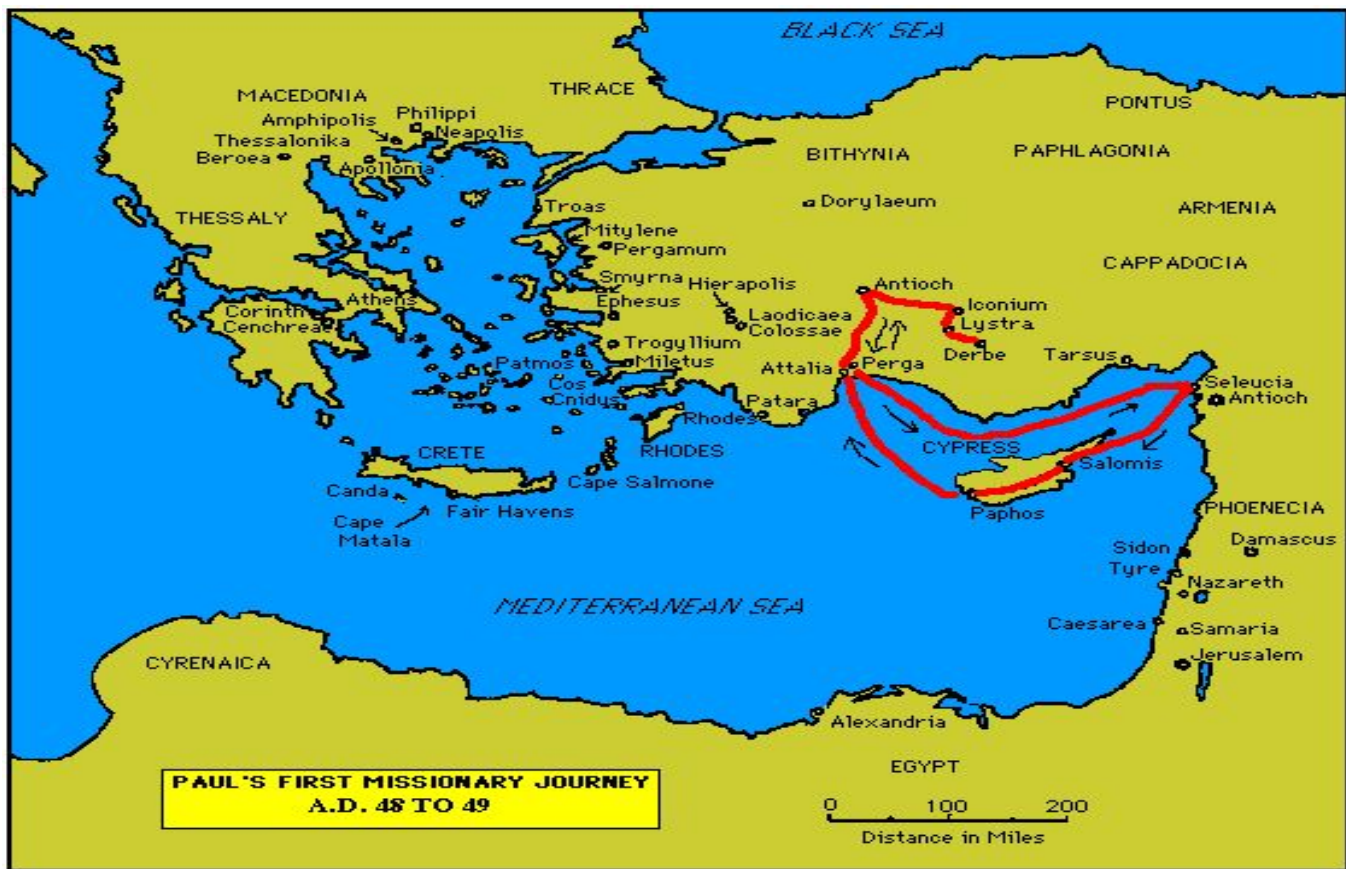 BLACK SEA
THRACE
MACEDONIA
PONTUS
Philippi
Amphipolis
Neapolis
Thessalonika
Beroea
Apollonia
BITHYNIA
PAPHLAGONIA
Dorylaeum
ARMENIA
THESSALY
Troas
Mitylene
Pergamum
CAPPADOCIA
Smyrna
Hierapolis
Antioch
Ephesus
Athens
Corinth
Cenchreae
Laodicaea
Colossae
Iconium
Lystra
Derbe
Trogyllium
Miletus
Patmos
Attalia
Perga
Tarsus
Cos
Cnidus
Patara
Rhodes
Seleucia
Antioch
CRETE
RHODES
CYPRESS
Salomis
Cape Salmone
Canda
Fair Havens
Cape
Matala
Paphos
PHOENECIA
Sidon
Damascus
Tyre
Nazareth
MEDITERRANEAN SEA
Caesarea
Samaria
Jerusalem
CYRENAICA
Alexandria
EGYPT
PAUL'S FIRST MISSIONARY JOURNEY
A.D. 48 TO 49
0 100 200
Distance in Miles